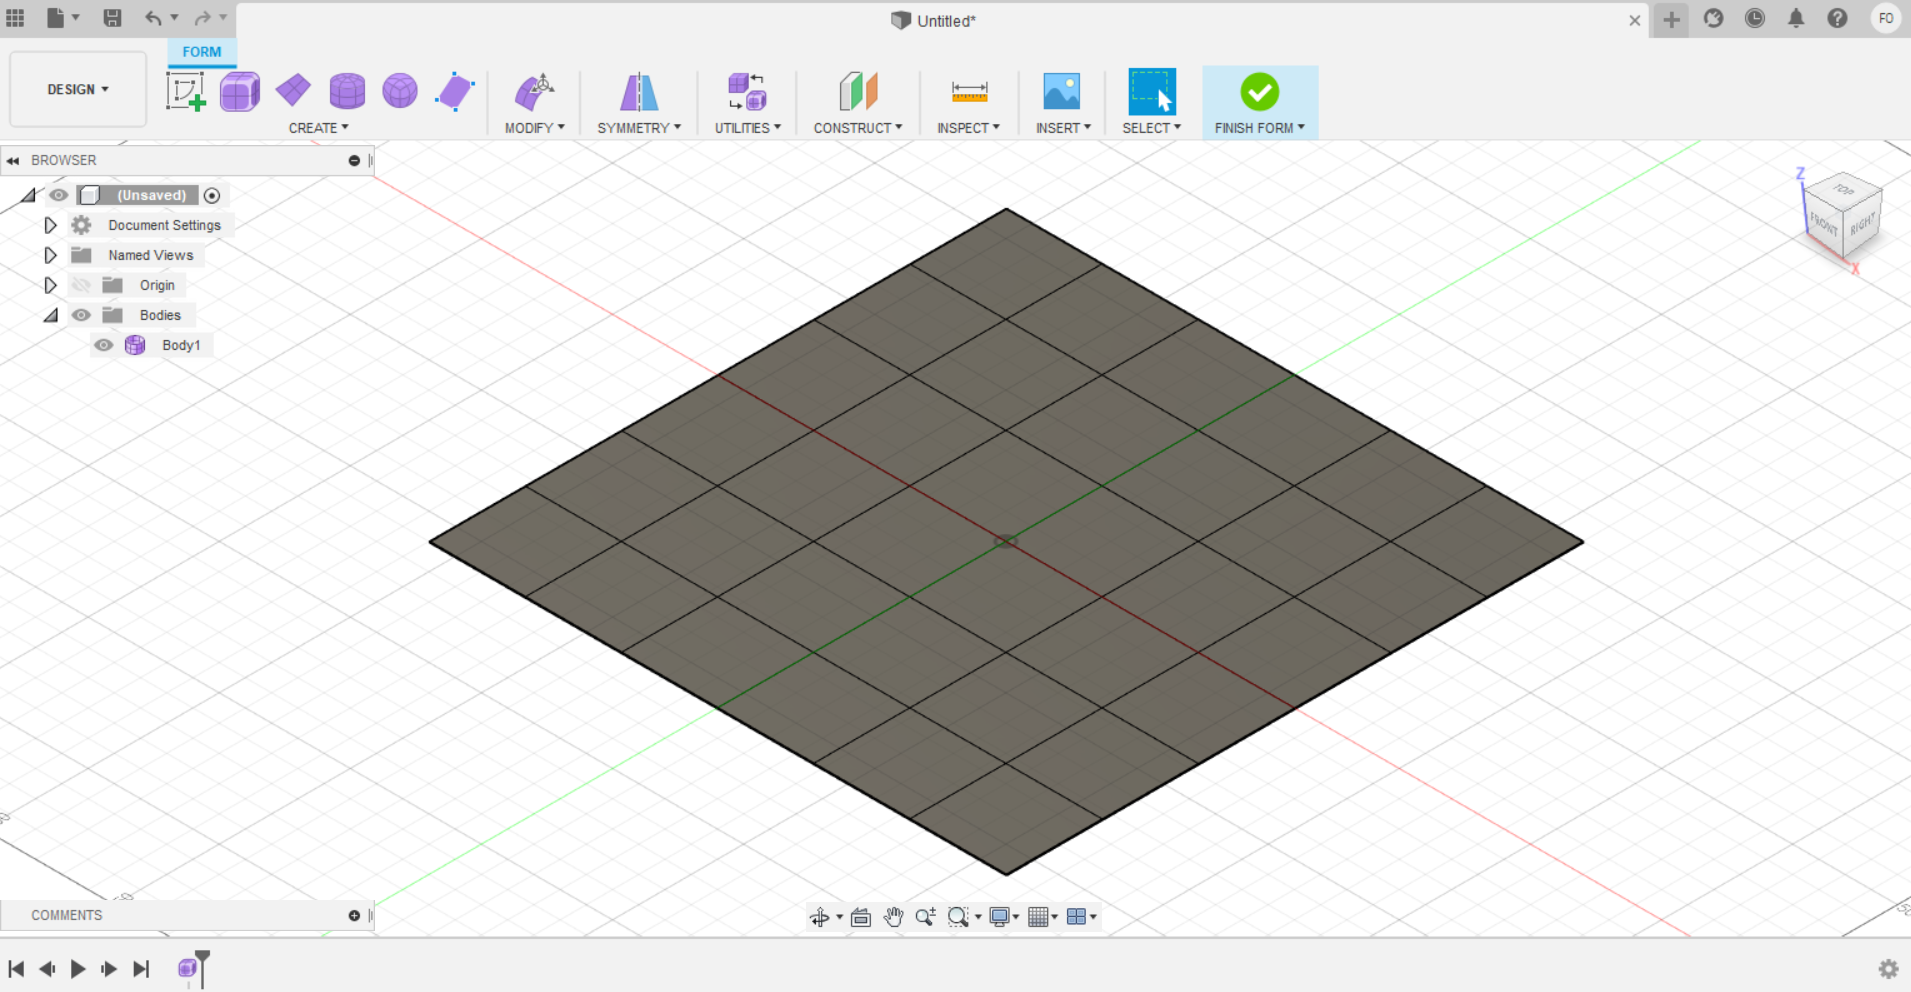 Untitled*
FO
FORM
DESIGN
CREATE
MODIFY
SYMMETRY
UTILITIES
CONSTRUCT
INSPECT
INSERT
SELECT
FINISH FORM
BROWSER
(Unsaved)
Document Settings
Named Views
Origin
Bodies
Body1
Z
TOP
FRONT
RIGHT
X
COMMENTS